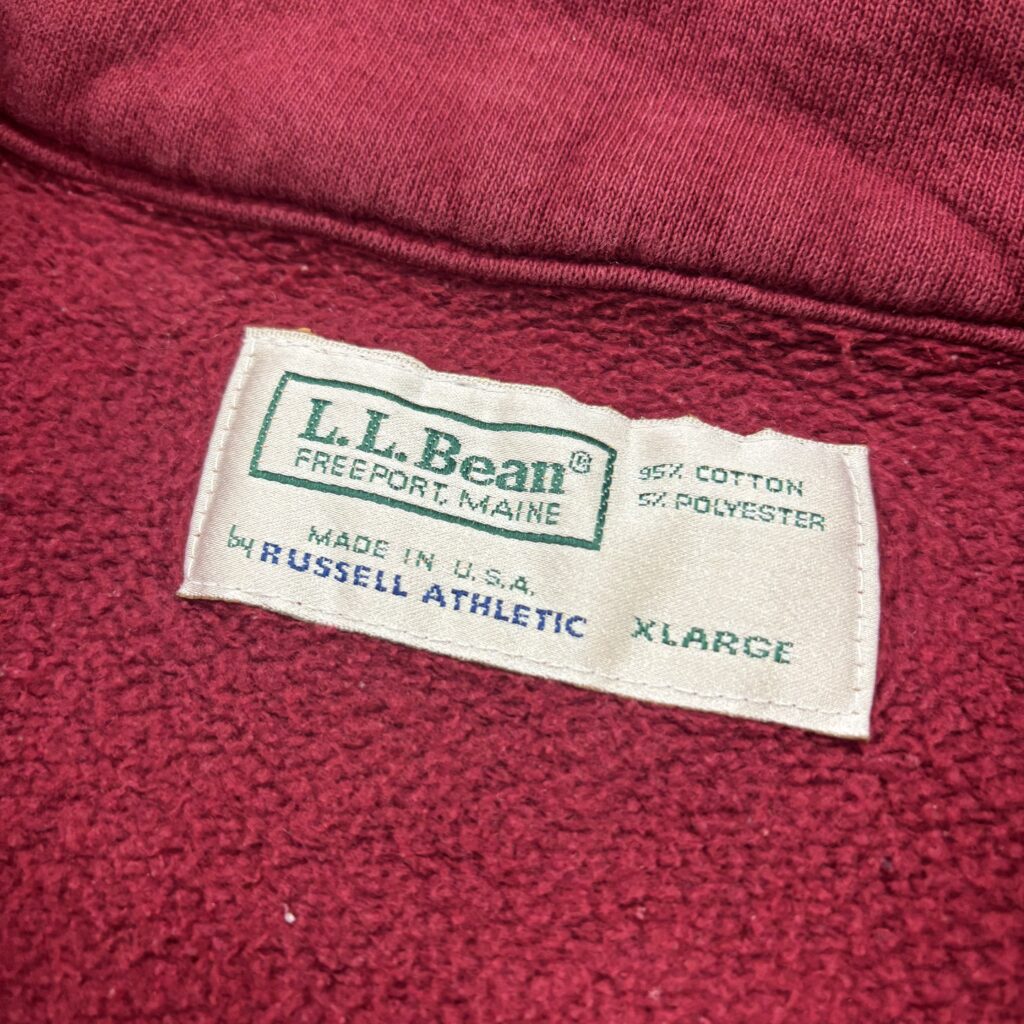 L.L.Bean®
FREEPORT, MAINE
MADE IN U.S.A.
by RUSSELL ATHLETIC
95% COTTON
5% POLYESTER
XLARGE